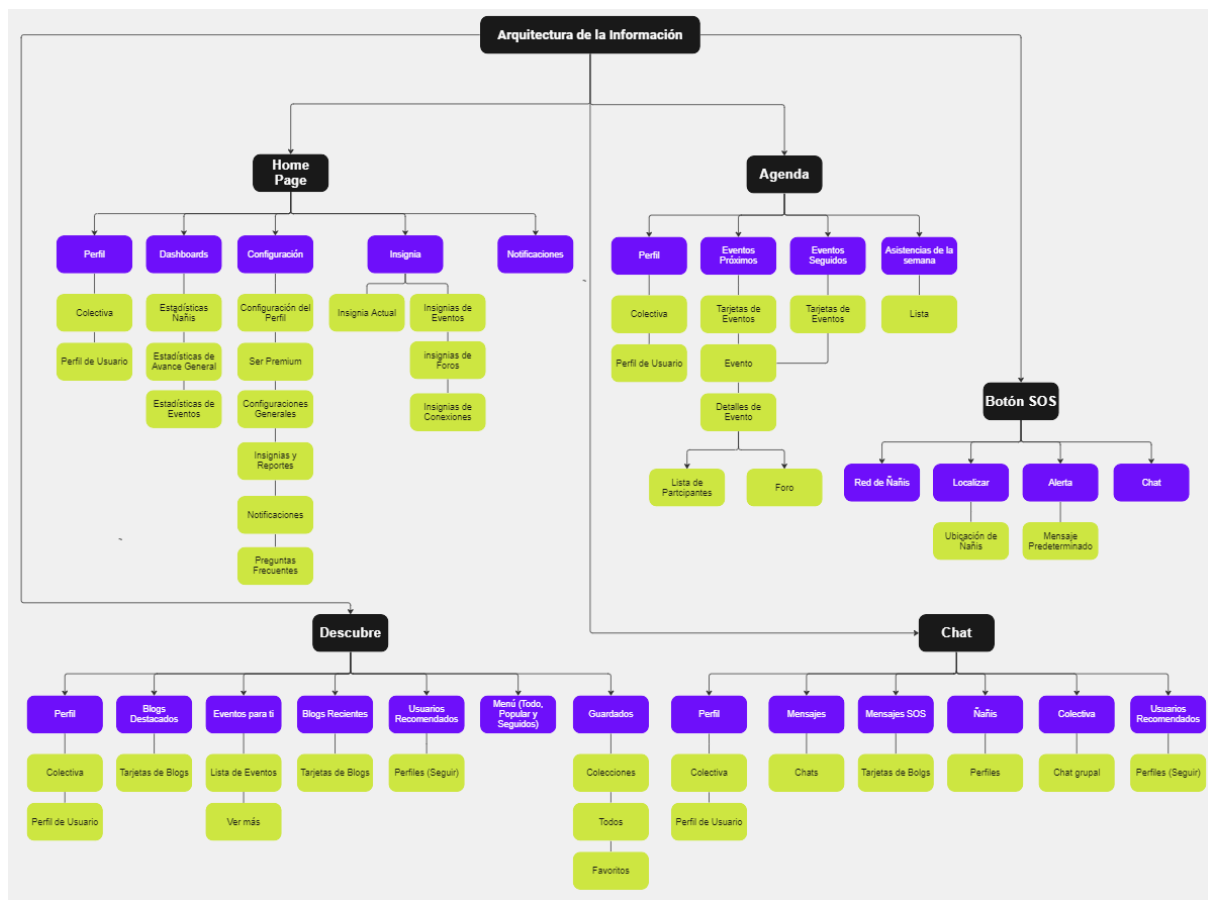 Arquitectura de la Información
Home
Page
Perfil
Dashboards
Configuración
Insignia
Notificaciones
Colectiva
Perfil de Usuario
Estadísticas
Nañis
Estadísticas de
Avance General
Estadísticas de
Eventos
Configuración del
Perfil
Ser Premium
Configuraciones
Generales
Insignias y
Reportes
Notificaciones
Preguntas
Frecuentes
Insignia Actual
Insignias de
Eventos
insignias de
Foros
Insignias de
Conexiones
Agenda
Perfil
Eventos
Próximos
Eventos
Seguidos
Asistencias de la
semana
Colectiva
Perfil de Usuario
Tarjetas de
Eventos
Evento
Detalles de
Evento
Lista de
Partcipantes
Foro
Tarjetas de
Eventos
Lista
Botón SOS
Red de Ñañis
Localizar
Alerta
Chat
Ubicación de
Ñañis
Mensaje
Predeterminado
Descubre
Perfil
Blogs
Destacados
Eventos para ti
Blogs Recientes
Usuarios
Recomendados
Menú (Todo,
Popular y
Seguidos)
Guardados
Colectiva
Perfil de Usuario
Tarjetas de Blogs
Lista de Eventos
Ver más
Tarjetas de Blogs
Perfiles (Seguir)
Colecciones
Todos
Favoritos
Chat
Perfil
Mensajes
Mensajes SOS
Ñañis
Colectiva
Usuarios
Recomendados
Colectiva
Perfil de Usuario
Chats
Tarjetas de Bolgs
Perfiles
Chat grupal
Perfiles (Seguir)